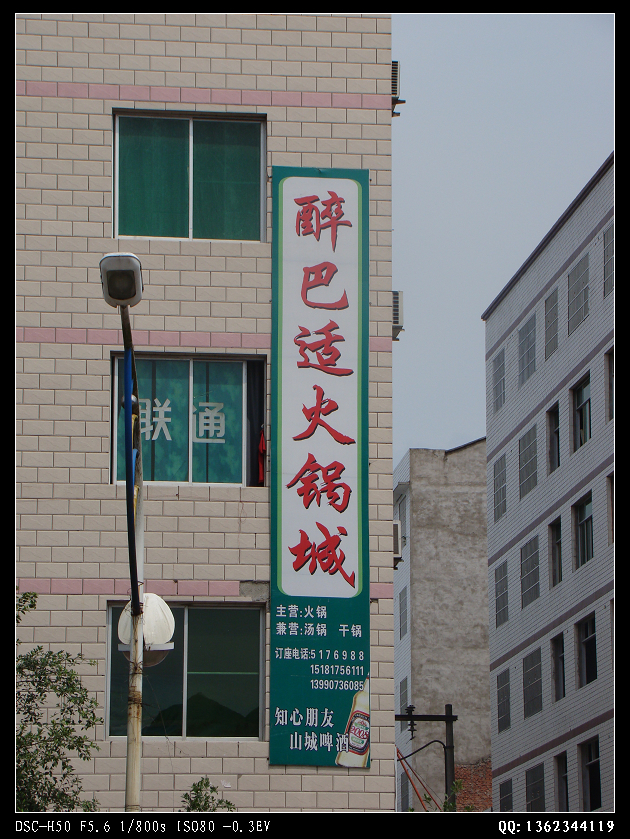 醉巴适火锅城
联通
主营:火锅
兼营:汤锅 干锅
订座电话:5176988
15181756111
13990736085
知心朋友
山城啤酒
DSC-H50 F5.6 1/800s ISO80 -0.3EV
QQ:1362344119